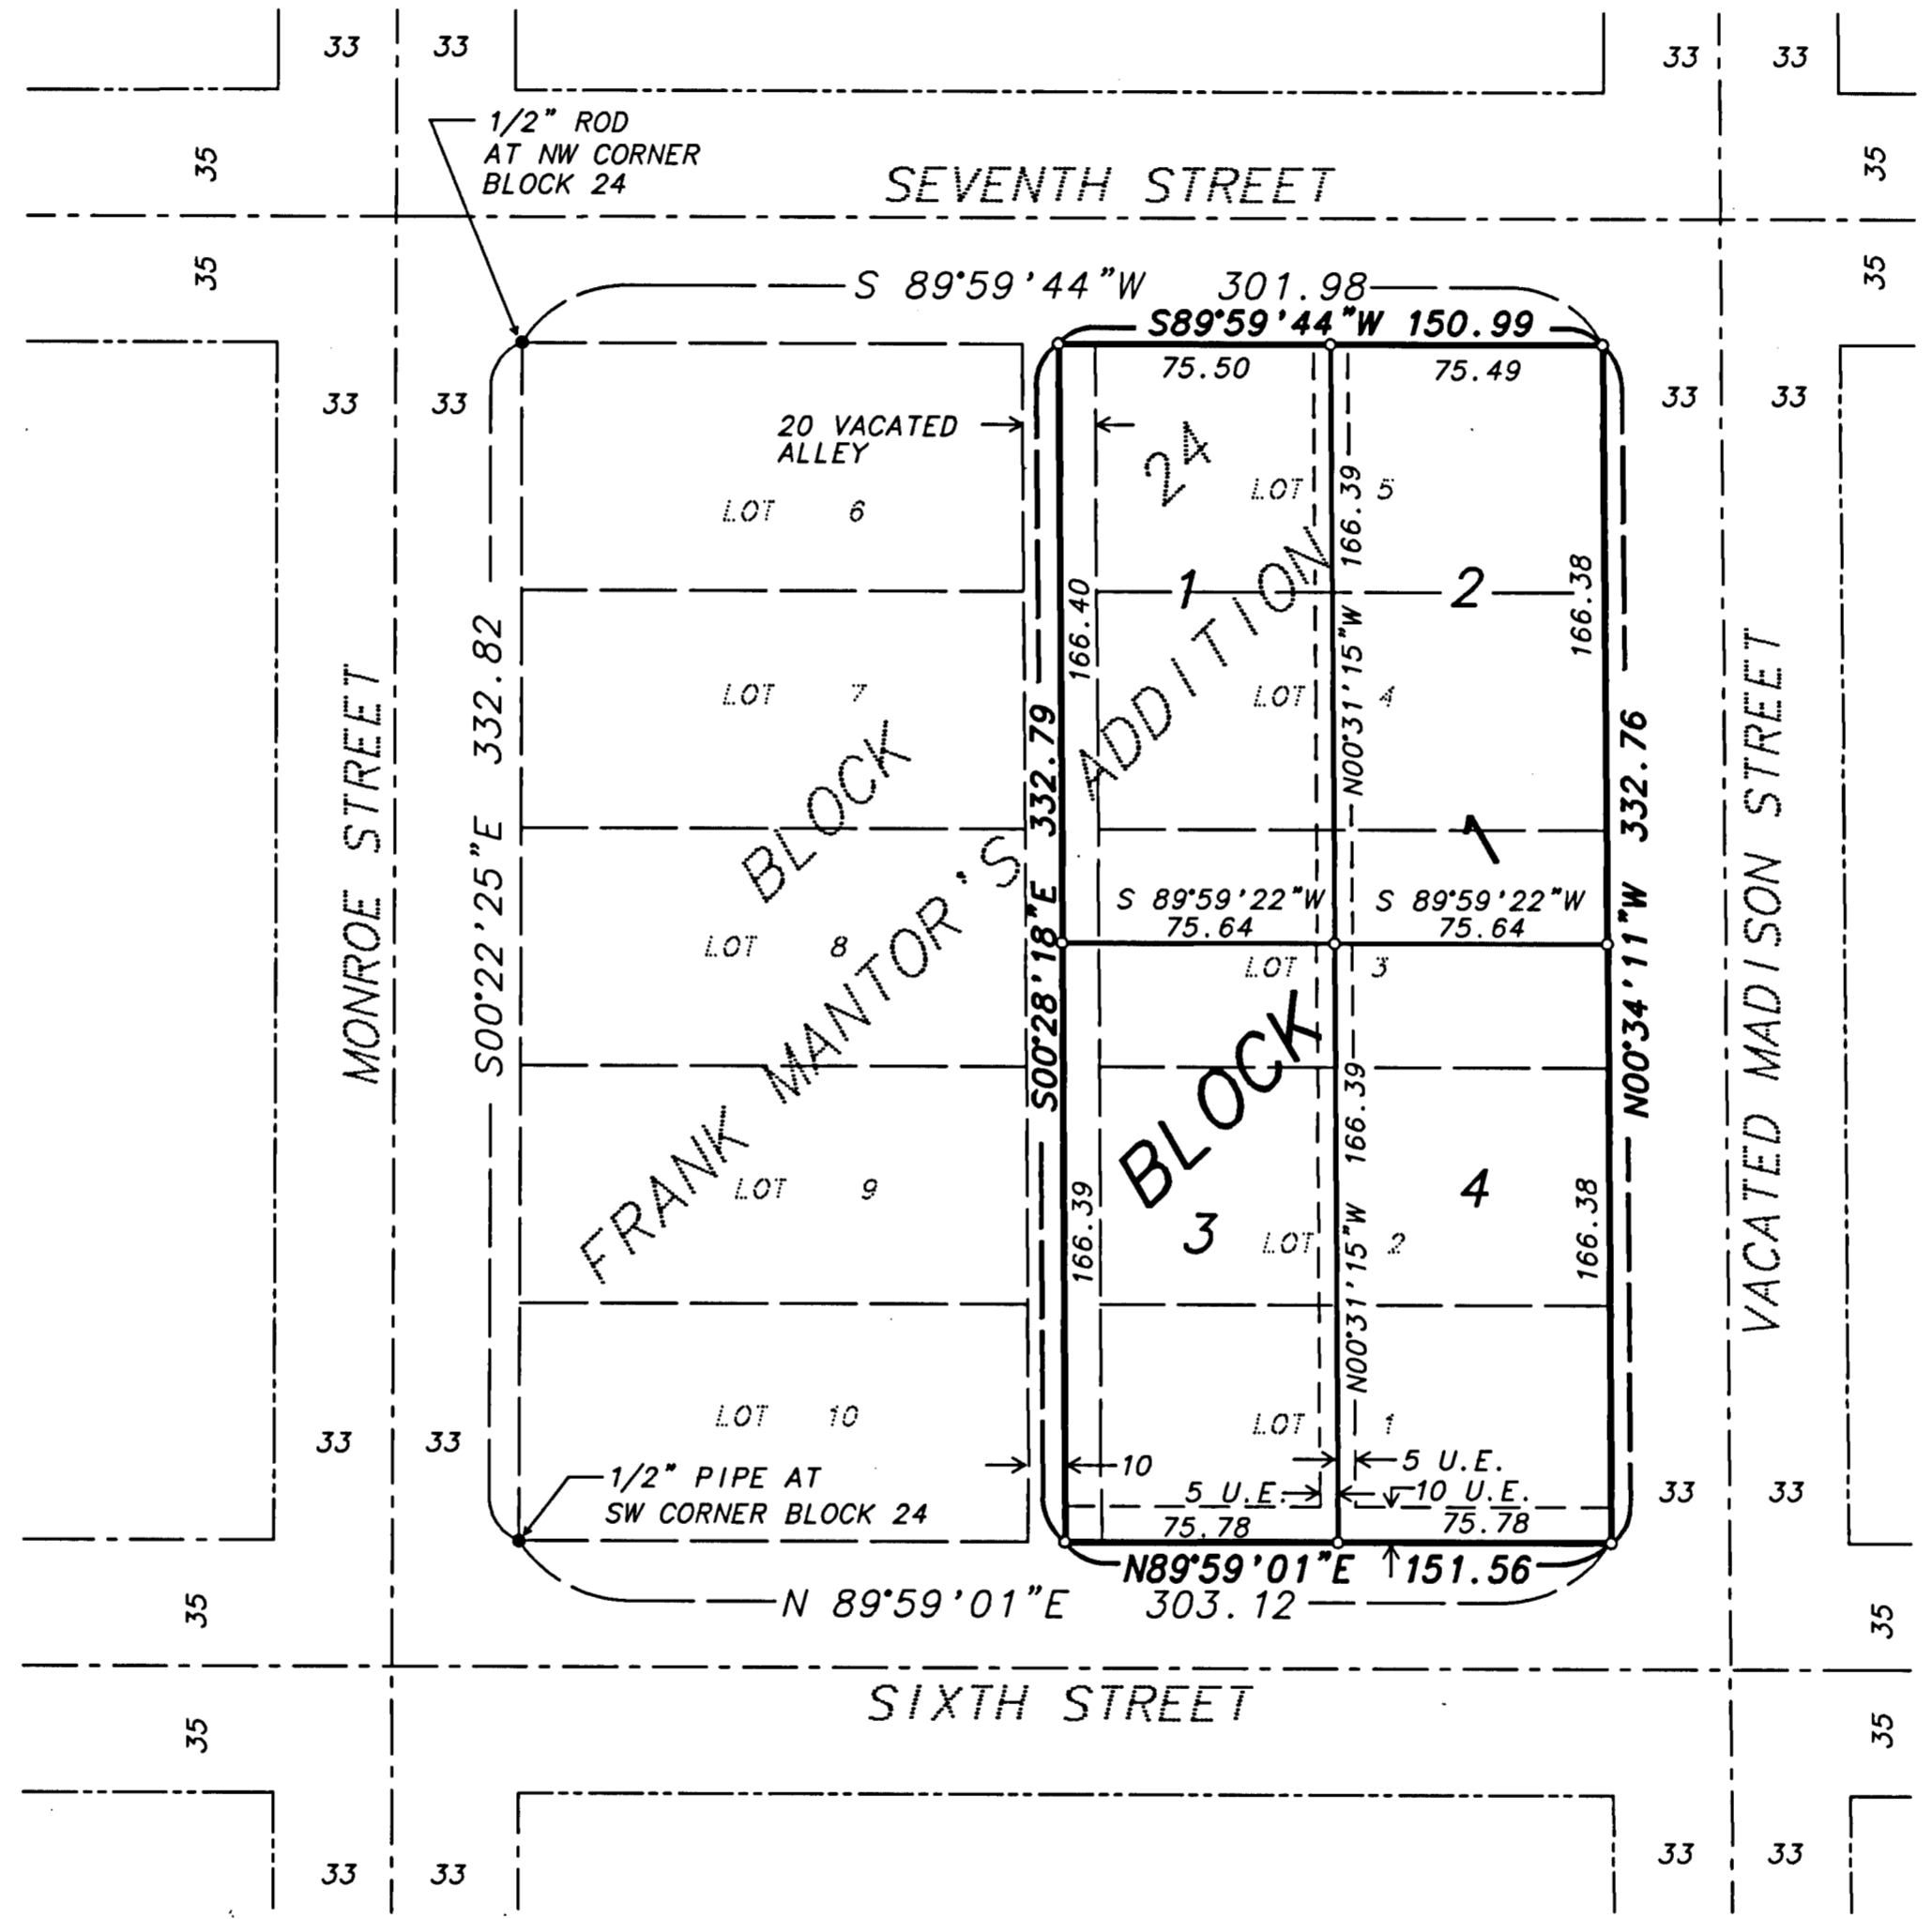 33 33 33 33
1/2" ROD
AT NW CORNER
BLOCK 24
35 35
SEVENTH STREET
35 35
S 89°59'44"W 301.98
S89°59'44"W 150.99
75.50 75.49
33 33 33 33
20 VACATED
ALLEY
24
LOT 6
LOT 5
166.39
N00°31'15"W
166.40
1 2
166.38
LOT 7
LOT 4
MONROE STREET
S00°22'25"E 332.82
S00°28'18"E 332.79
N00°34'11"W 332.76
VACATED MADISON STREET
BLOCK
FRANK MANTOR'S ADDITION
1
S 89°59'22"W S 89°59'22"W
75.64 75.64
LOT 8
LOT 3
BLOCK
166.39
N00°31'15"W
166.39
LOT 9
3
4
LOT 2
166.38
LOT 10
LOT 1
33 33
10
5 U.E.
1/2" PIPE AT
SW CORNER BLOCK 24
5 U.E. 10 U.E.
33 33
75.78 75.78
N89°59'01"E 151.56
N 89°59'01"E 303.12
35 35
SIXTH STREET
35 35
33 33 33 33